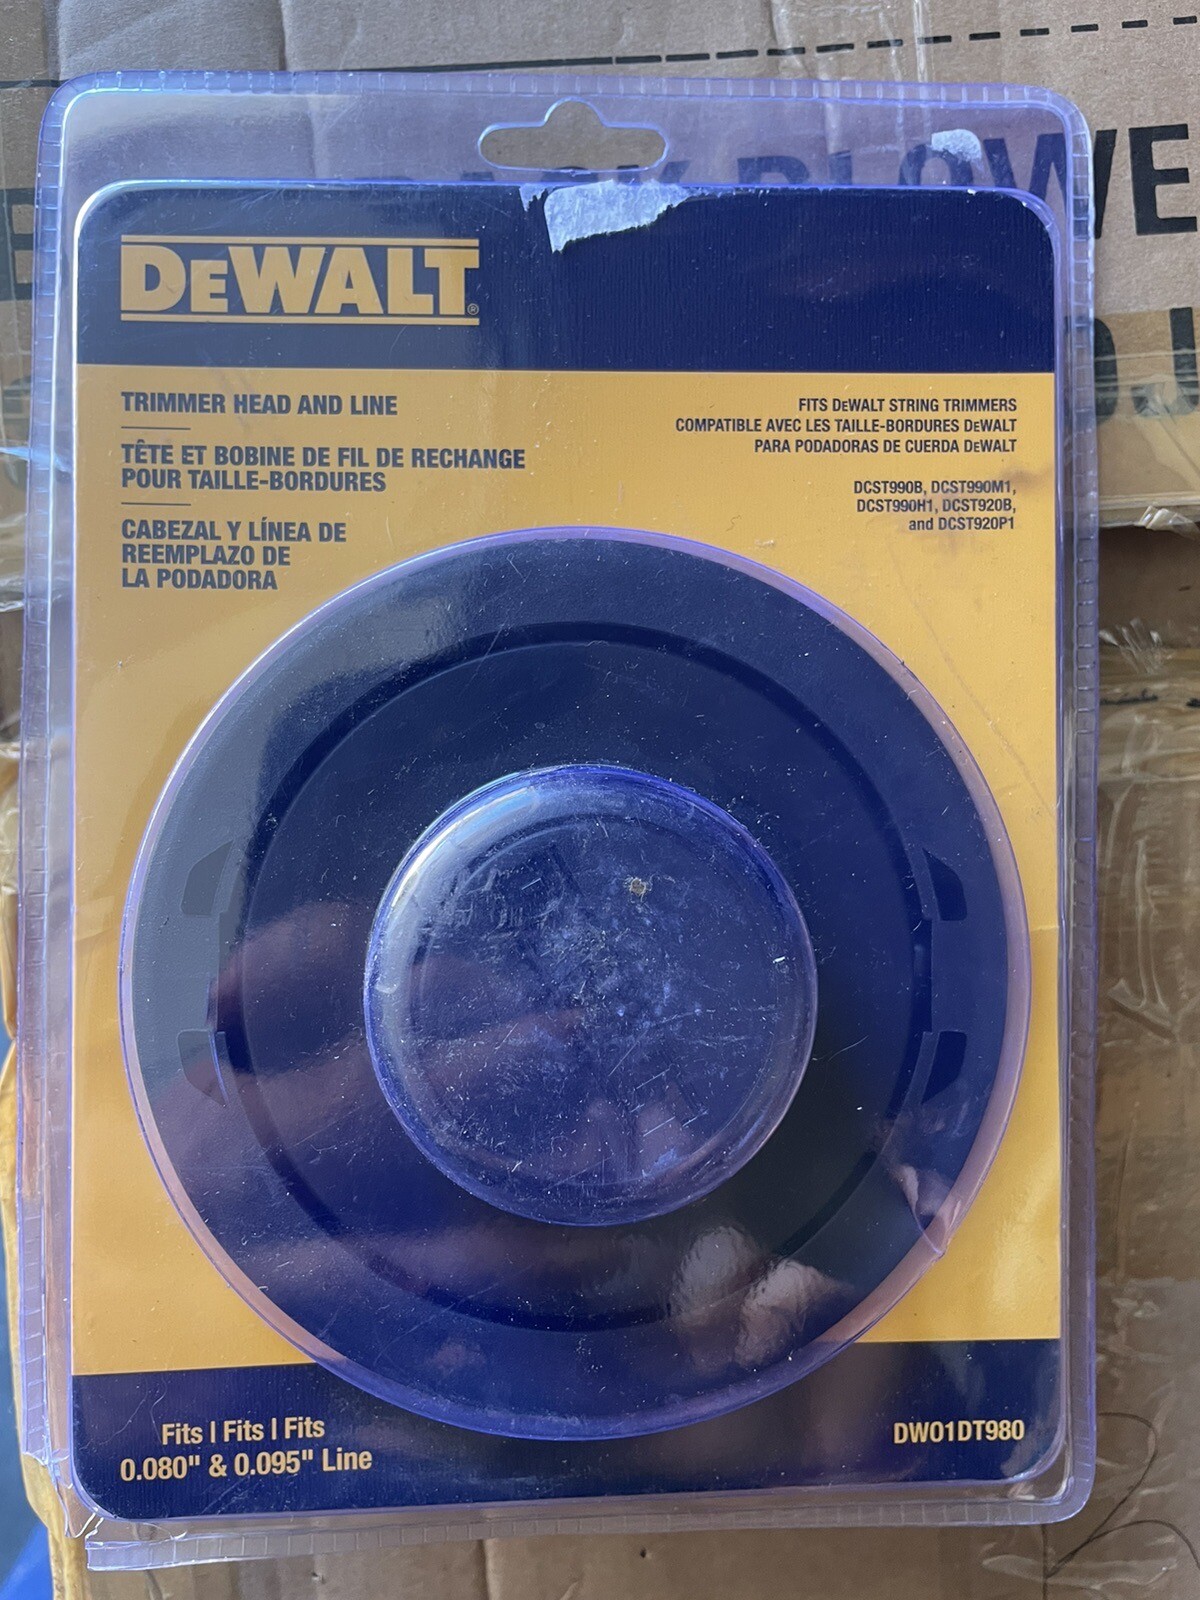 DEWALT®
TRIMMER HEAD AND LINE
TÊTE ET BOBINE DE FIL DE RECHANGE
POUR TAILLE-BORDURES
CABEZAL Y LÍNEA DE
REEMPLAZO DE
LA PODADORA
FITS DEWALT STRING TRIMMERS
COMPATIBLE AVEC LES TAILLE-BORDURES DEWALT
PARA PODADORAS DE CUERDA DEWALT
DCST990B, DCST990M1,
DCST990H1, DCST920B,
and DCST920P1
Fits | Fits | Fits
0.080" & 0.095" Line
DW01DT980